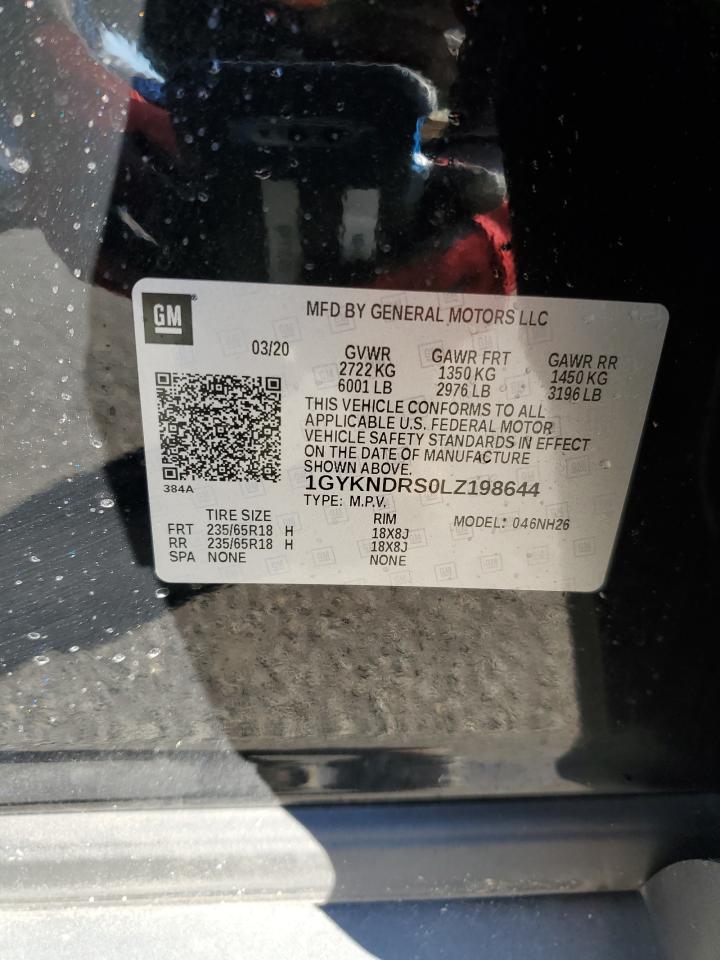 GM
MFD BY GENERAL MOTORS LLC
03/20
GVWR GAWR FRT GAWR RR
2722 KG 1350 KG 1450 KG
6001 LB 2976 LB 3196 LB
THIS VEHICLE CONFORMS TO ALL
APPLICABLE U.S. FEDERAL MOTOR
VEHICLE SAFETY STANDARDS IN EFFECT
ON THE DATE OF MANUFACTURE
SHOWN ABOVE.
384A
1GYKNDRS0LZ198644
TYPE: M.P.V.
TIRE SIZE RIM MODEL: 046NH26
FRT 235/65R18 H 18X8J
RR 235/65R18 H 18X8J
SPA NONE NONE